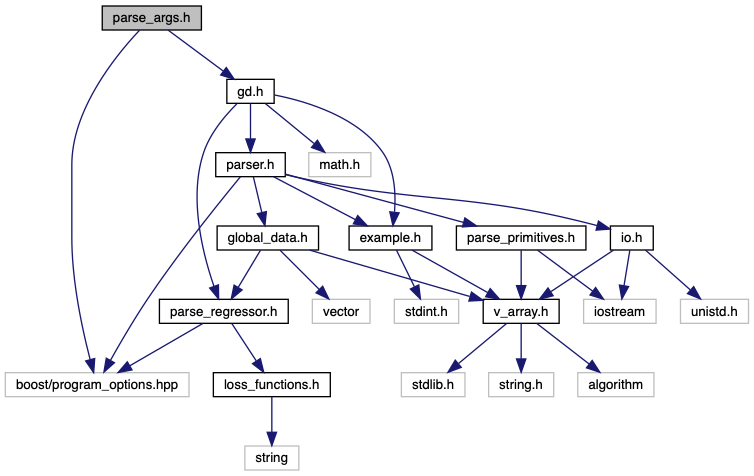 parse_args.h
gd.h
parser.h
math.h
global_data.h
example.h
parse_primitives.h
io.h
parse_regressor.h
vector
stdint.h
v_array.h
iostream
unistd.h
boost/program_options.hpp
loss_functions.h
stdlib.h
string.h
algorithm
string